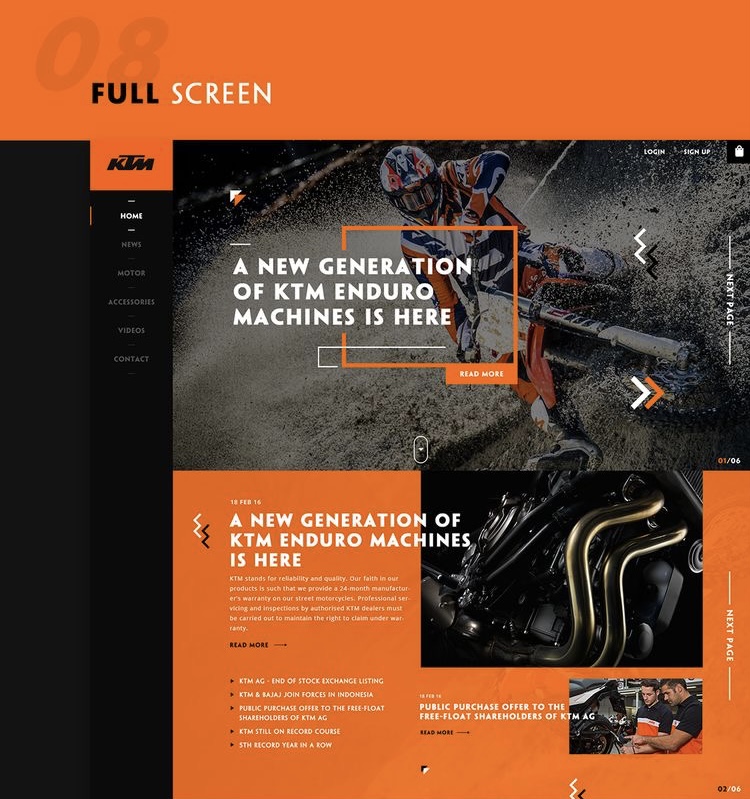 08
FULL SCREEN
KTM
LOGIN SIGN UP
HOME
NEWS
MOTOR
ACCESSORIES
VIDEOS
CONTACT
A NEW GENERATION
OF KTM ENDURO
MACHINES IS HERE
READ MORE
NEXT PAGE
01/06
18 FEB 16
A NEW GENERATION OF
KTM ENDURO MACHINES
IS HERE
KTM stands for reliability and quality. Our faith in our
products is such that we provide a 24-month manufactur-
er's warranty on our street motorcycles. Professional ser-
vicing and inspections by authorised KTM dealers must
be carried out to maintain the right to claim under war-
ranty.
READ MORE
KTM AG - END OF STOCK EXCHANGE LISTING
KTM & BAJAJ JOIN FORCES IN INDONESIA
PUBLIC PURCHASE OFFER TO THE FREE-FLOAT
SHAREHOLDERS OF KTM AG
KTM STILL ON RECORD COURSE
5TH RECORD YEAR IN A ROW
18 FEB 16
PUBLIC PURCHASE OFFER TO THE
FREE-FLOAT SHAREHOLDERS OF KTM AG
READ MORE
NEXT PAGE
02/06